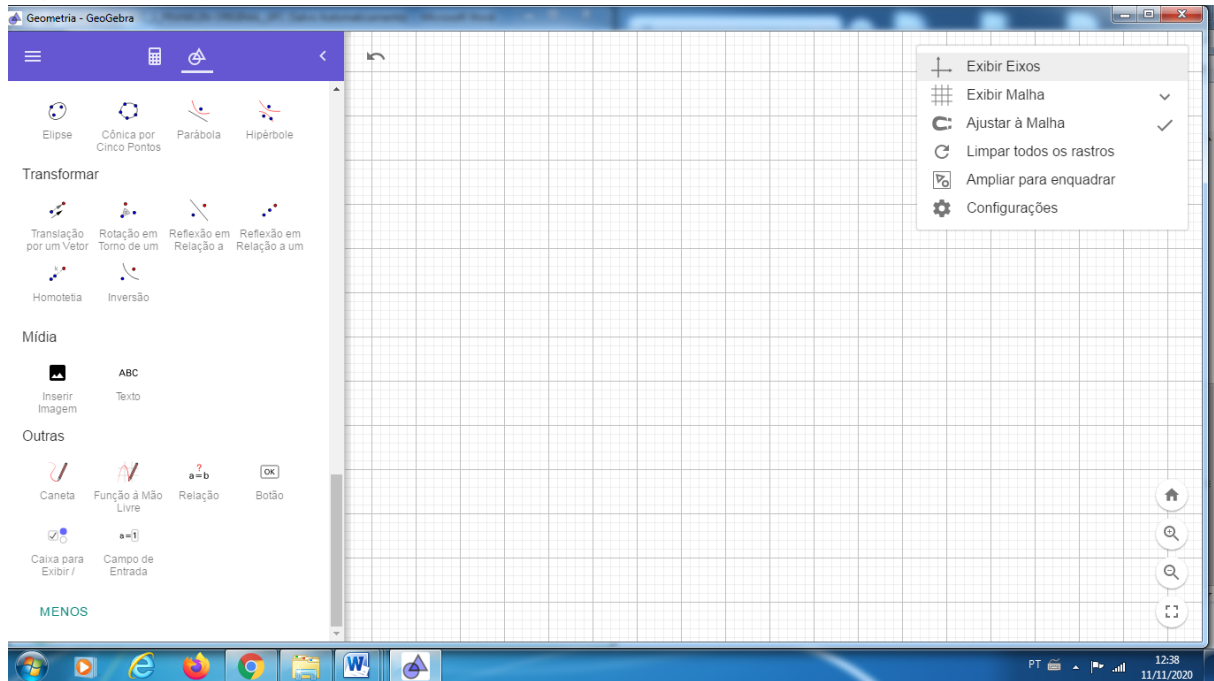 Geometria - GeoGebra
Elipse
Cônica por
Cinco Pontos
Parábola
Hipérbole
Transformar
Translação
por um Vetor
Rotação em
Torno de um
Reflexão em
Relação a
Reflexão em
Relação a um
Homotetia
Inversão
Mídia
ABC
Inserir
Imagem
Texto
Outras
?
a=b
OK
Caneta
Função à Mão
Livre
Relação
Botão
a=1
Caixa para
Exibir /
Campo de
Entrada
MENOS
Exibir Eixos
Exibir Malha
Ajustar à Malha
Limpar todos os rastros
Ampliar para enquadrar
Configurações
PT
12:38
11/11/2020